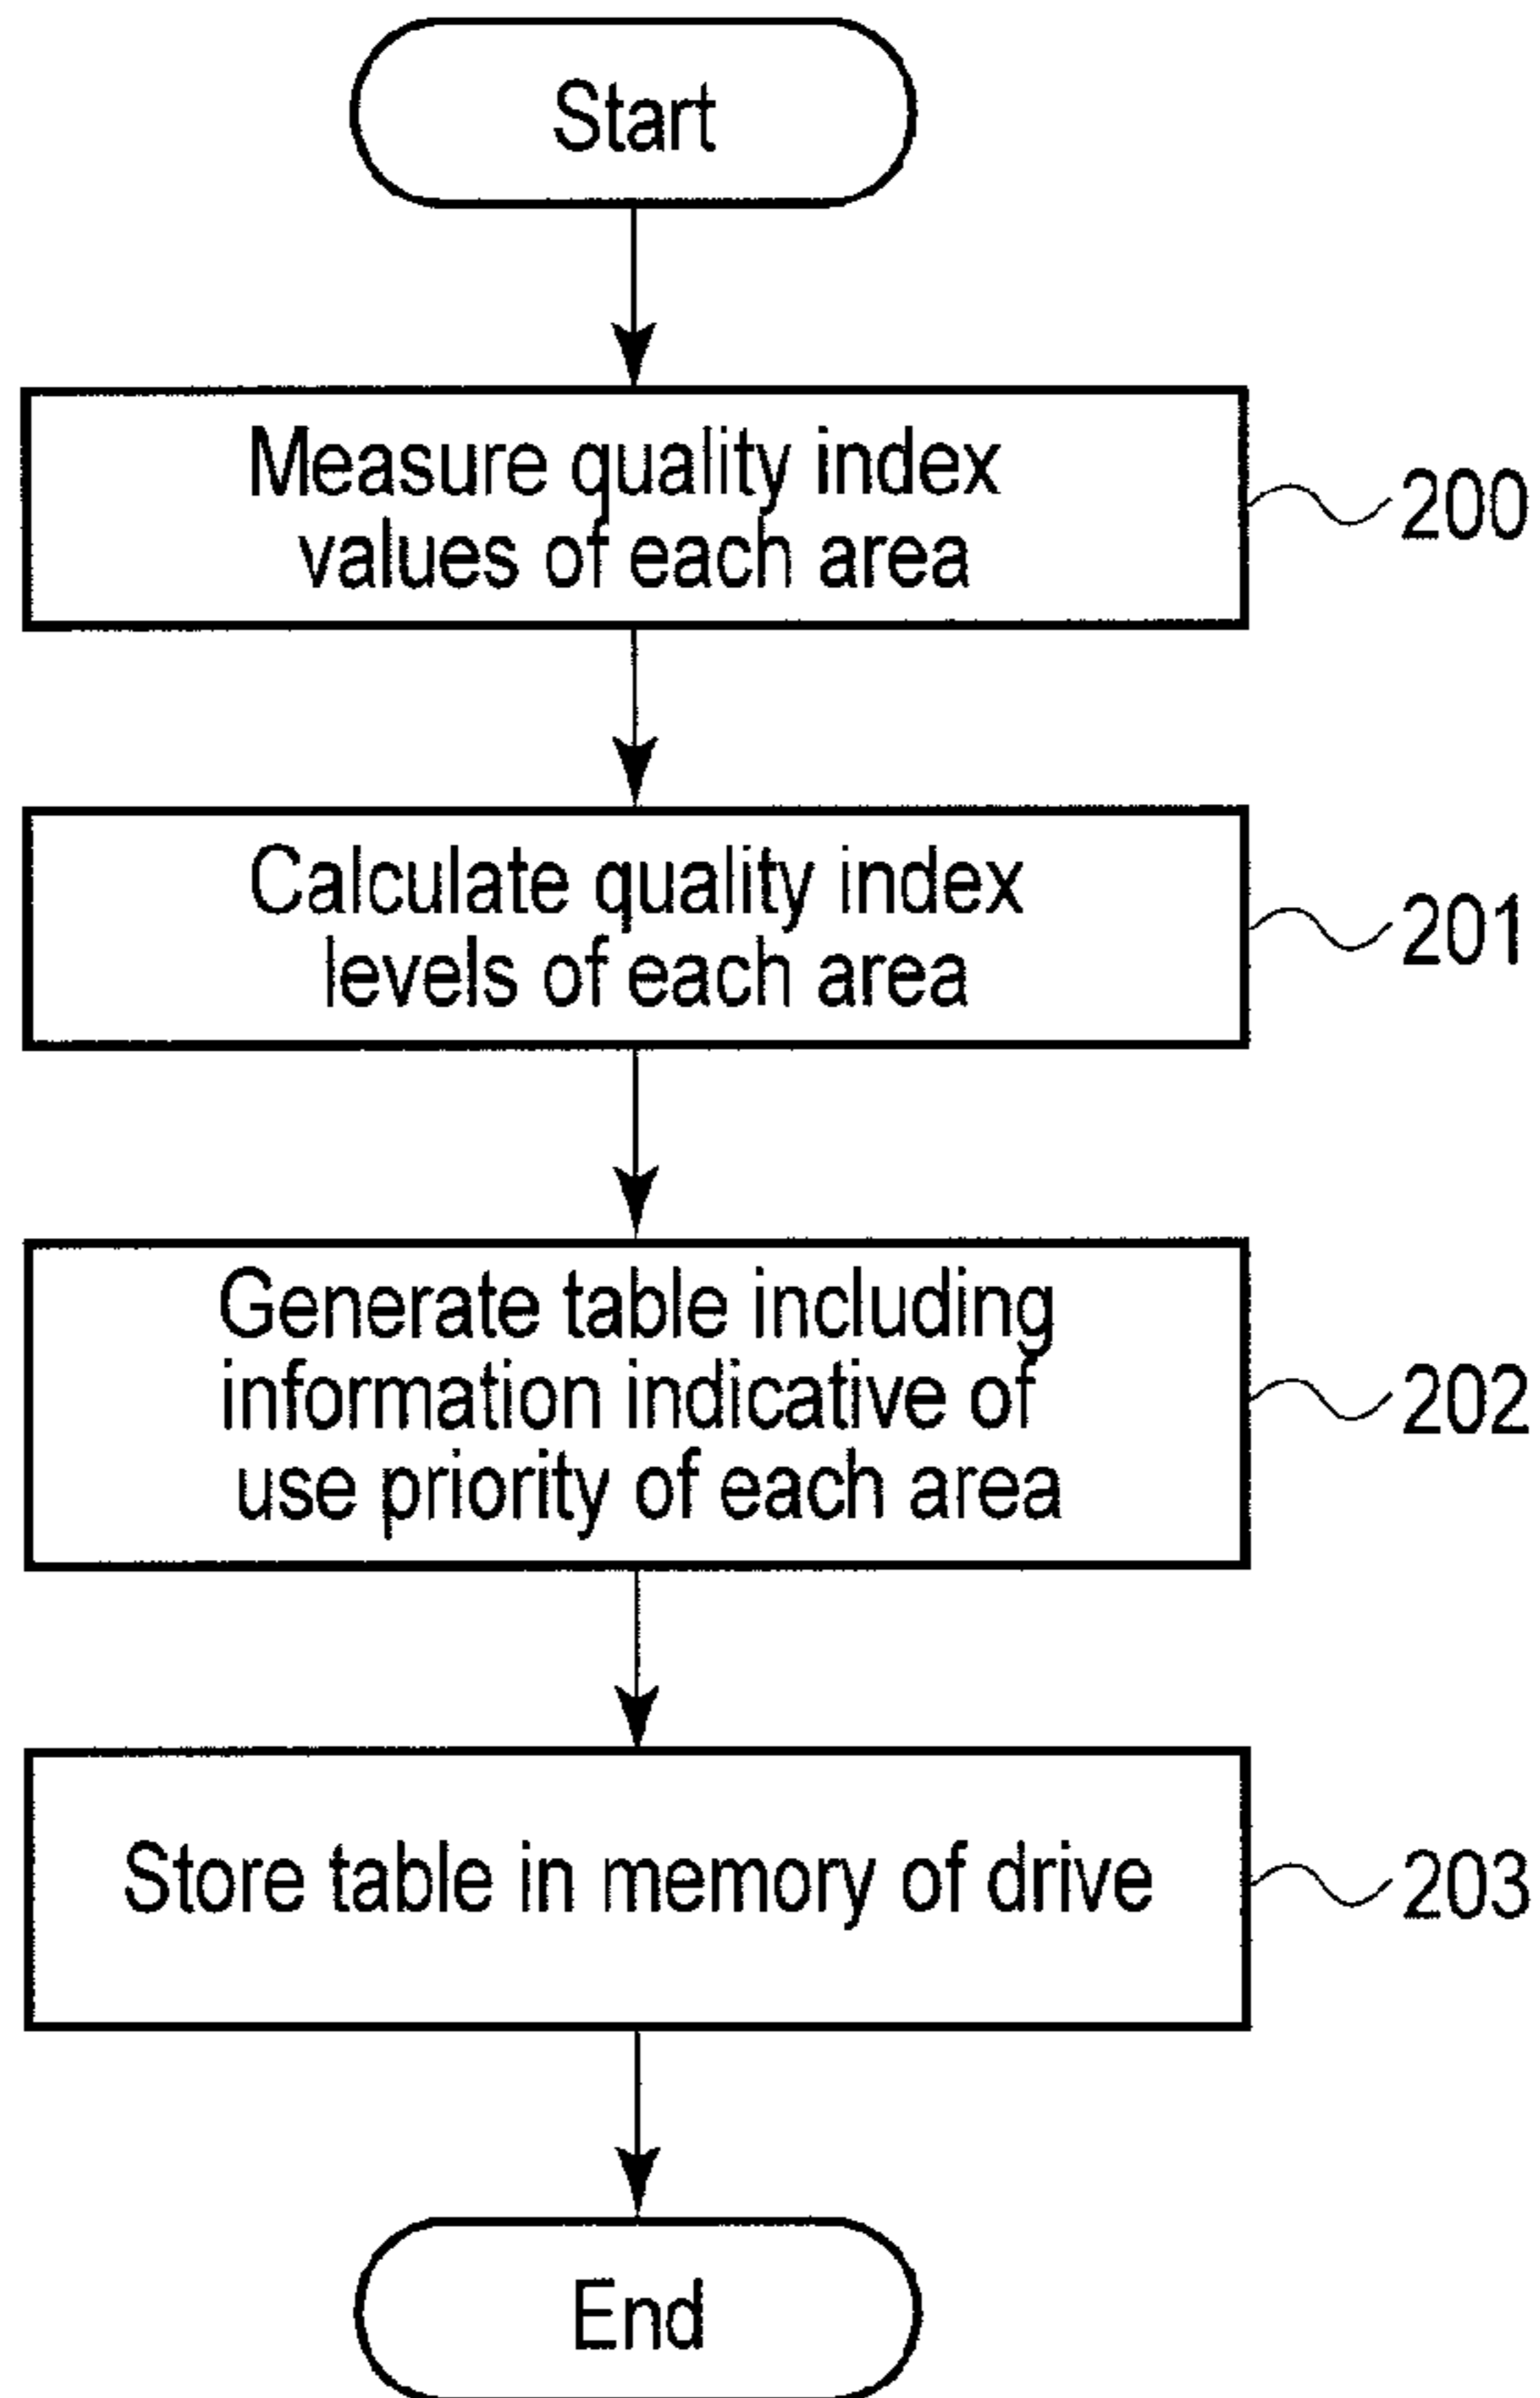 Start
Measure quality index
values of each area
200
Calculate quality index
levels of each area
201
Generate table including
information indicative of
use priority of each area
202
Store table in memory of drive
203
End